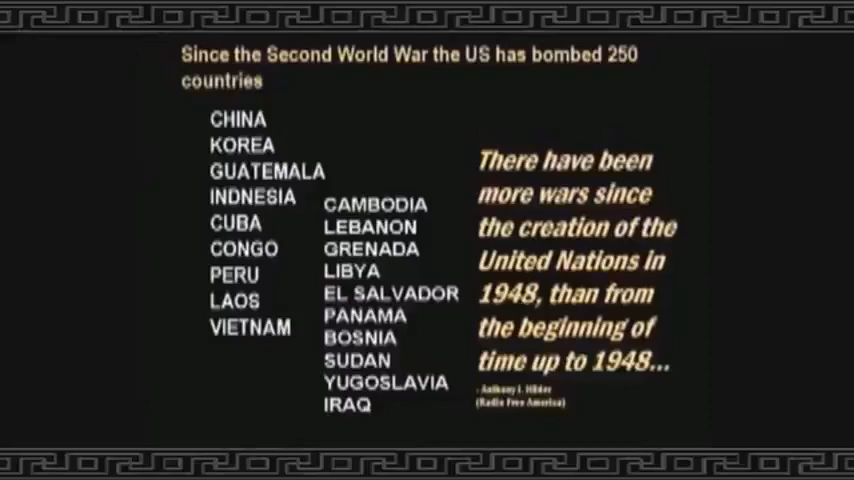 Since the Second World War the US has bombed 250
countries
CHINA
KOREA
GUATEMALA
INDNESIA
CUBA
CONGO
PERU
LAOS
VIETNAM
CAMBODIA
LEBANON
GRENADA
LIBYA
EL SALVADOR
PANAMA
BOSNIA
SUDAN
YUGOSLAVIA
IRAQ
There have been
more wars since
the creation of the
United Nations in
1948, than from
the beginning of
time up to 1948...
- Anthony J. Hilder
(Radio Free America)